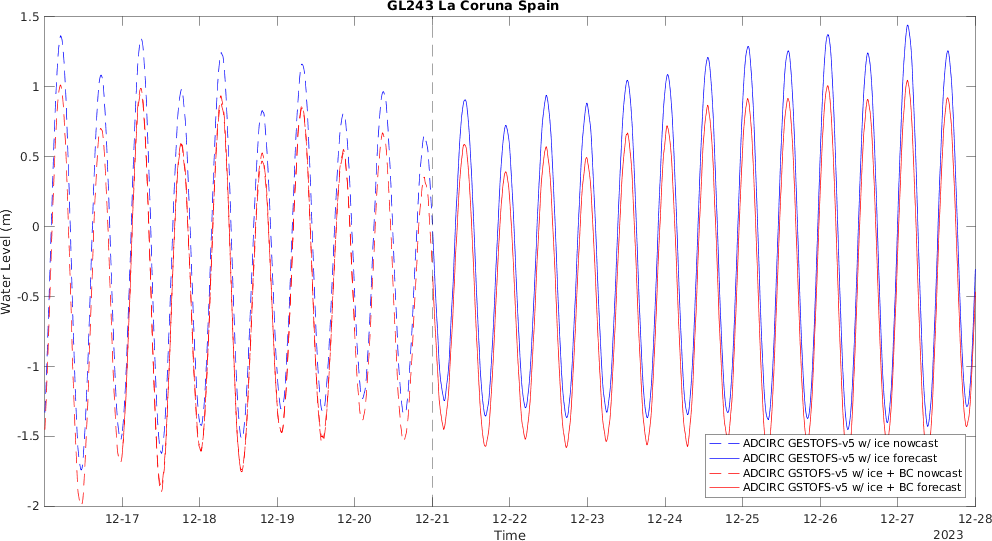 GL243 La Coruna Spain
1.5
1
0.5
0
-0.5
-1
-1.5
-2
Water Level (m)
12-17 12-18 12-19 12-20 12-21 12-22 12-23 12-24 12-25 12-26 12-27 12-28
Time
2023
ADCIRC GESTOFS-v5 w/ ice nowcast
ADCIRC GESTOFS-v5 w/ ice forecast
ADCIRC GSTOFS-v5 w/ ice + BC nowcast
ADCIRC GSTOFS-v5 w/ ice + BC forecast